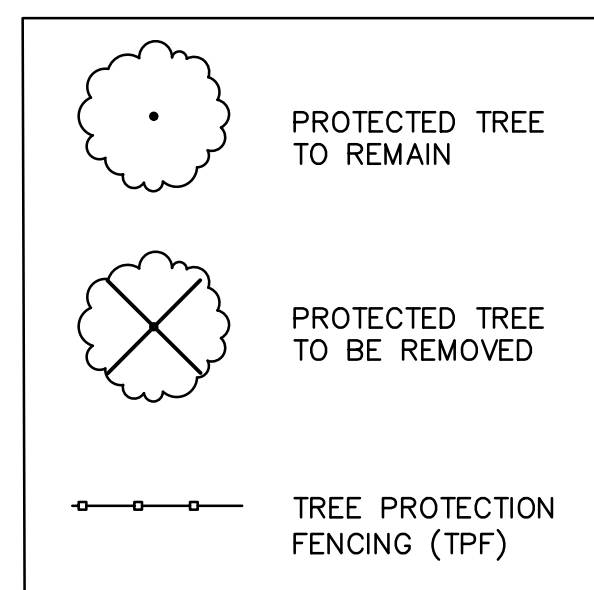 PROTECTED TREE
TO REMAIN
PROTECTED TREE
TO BE REMOVED
TREE PROTECTION
FENCING (TPF)